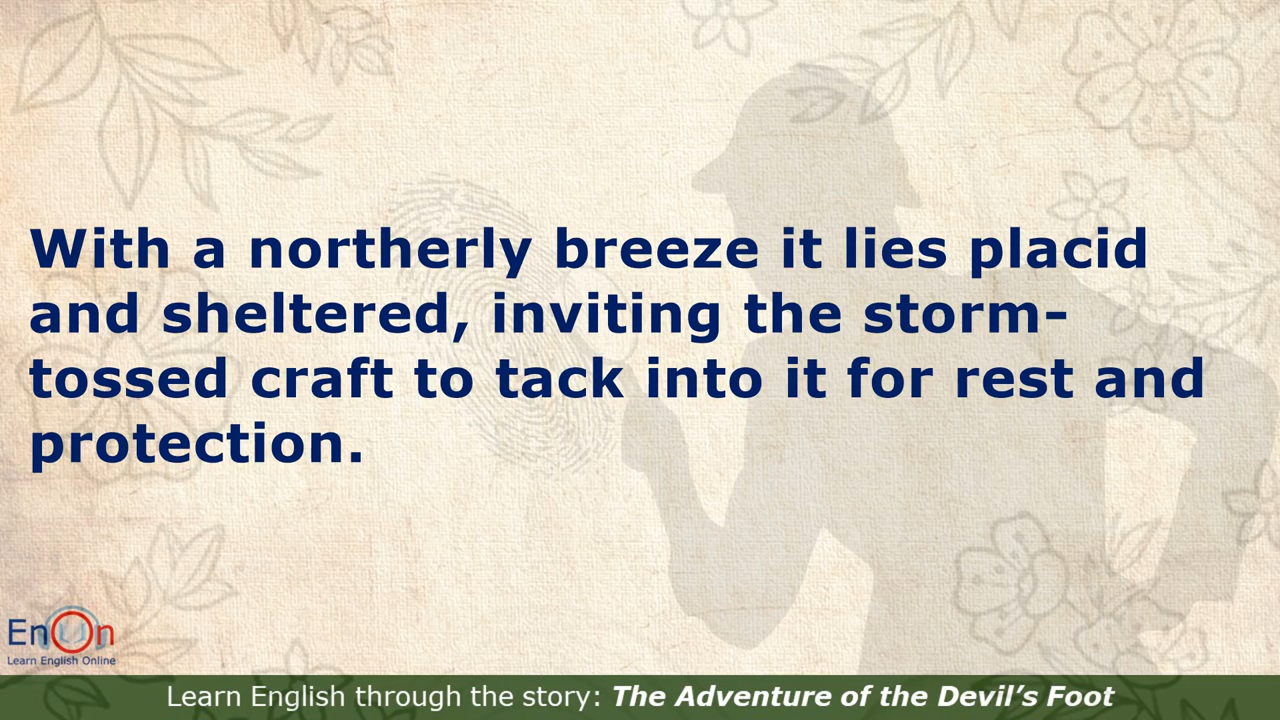 With a northerly breeze it lies placid
and sheltered, inviting the storm-
tossed craft to tack into it for rest and
protection.
EnOn
Learn English Online
Learn English through the story: The Adventure of the Devil’s Foot